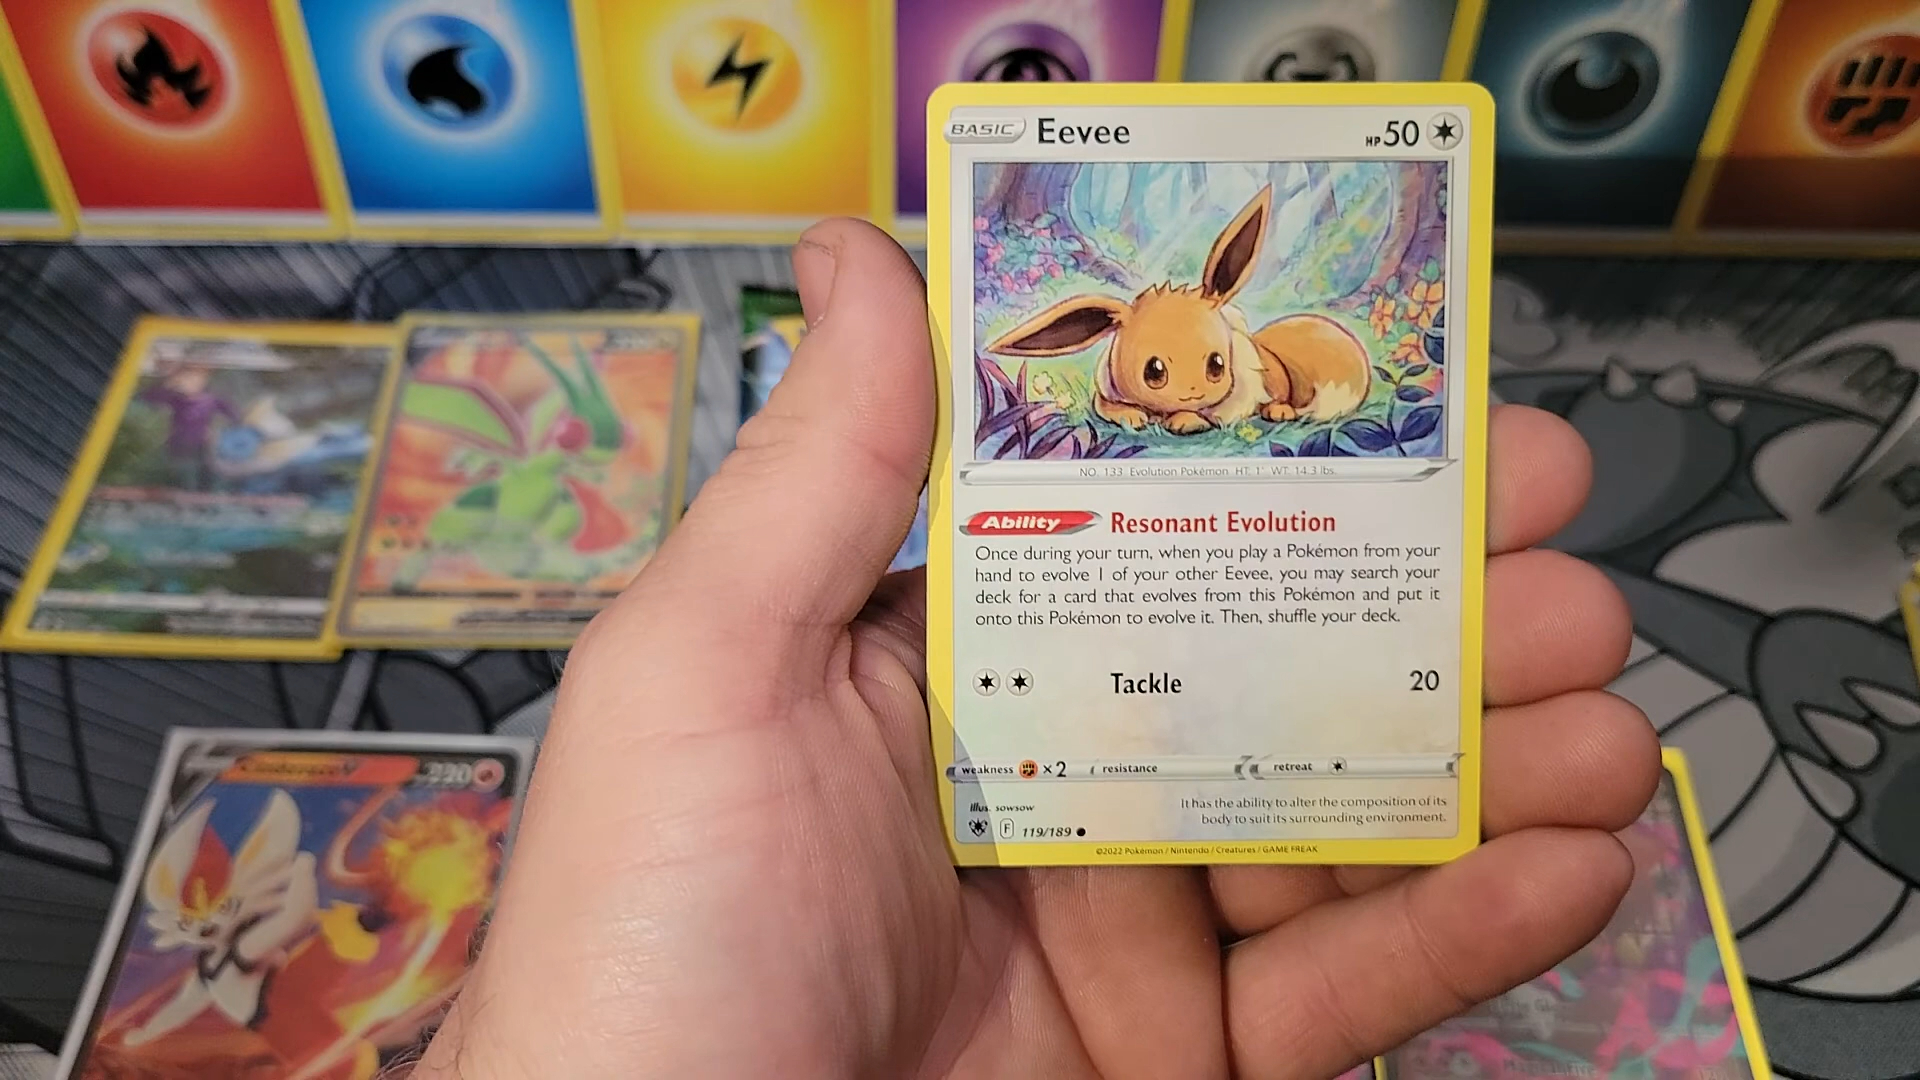 BASIC Eevee HP 50
NO. 133 Evolution Pokémon HT: 1' WT: 14.3 lbs.
Ability Resonant Evolution
Once during your turn, when you play a Pokémon from your
hand to evolve 1 of your other Eevee, you may search your
deck for a card that evolves from this Pokémon and put it
onto this Pokémon to evolve it. Then, shuffle your deck.
Tackle 20
weakness ×2 resistance retreat
Illus. sowsow
It has the ability to alter the composition of its
body to suit its surrounding environment.
F 119/189
©2022 Pokémon / Nintendo / Creatures / GAME FREAK
Cinderace V 220